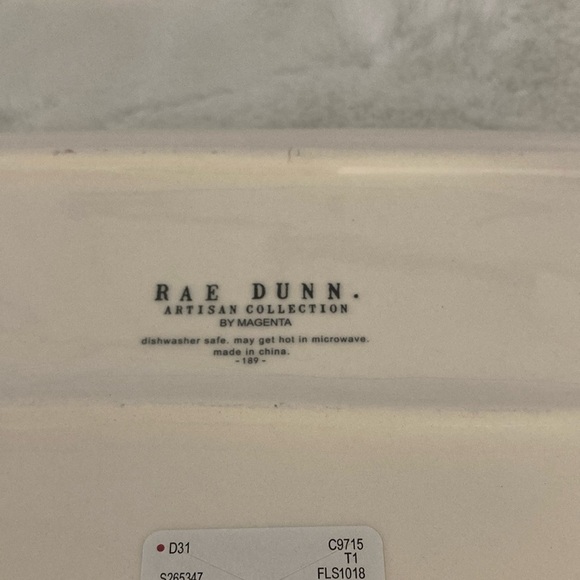 RAE DUNN.
ARTISAN COLLECTION
BY MAGENTA
dishwasher safe. may get hot in microwave.
made in china.
- 189 -
D31
C9715
T1
S265347
FLS1018